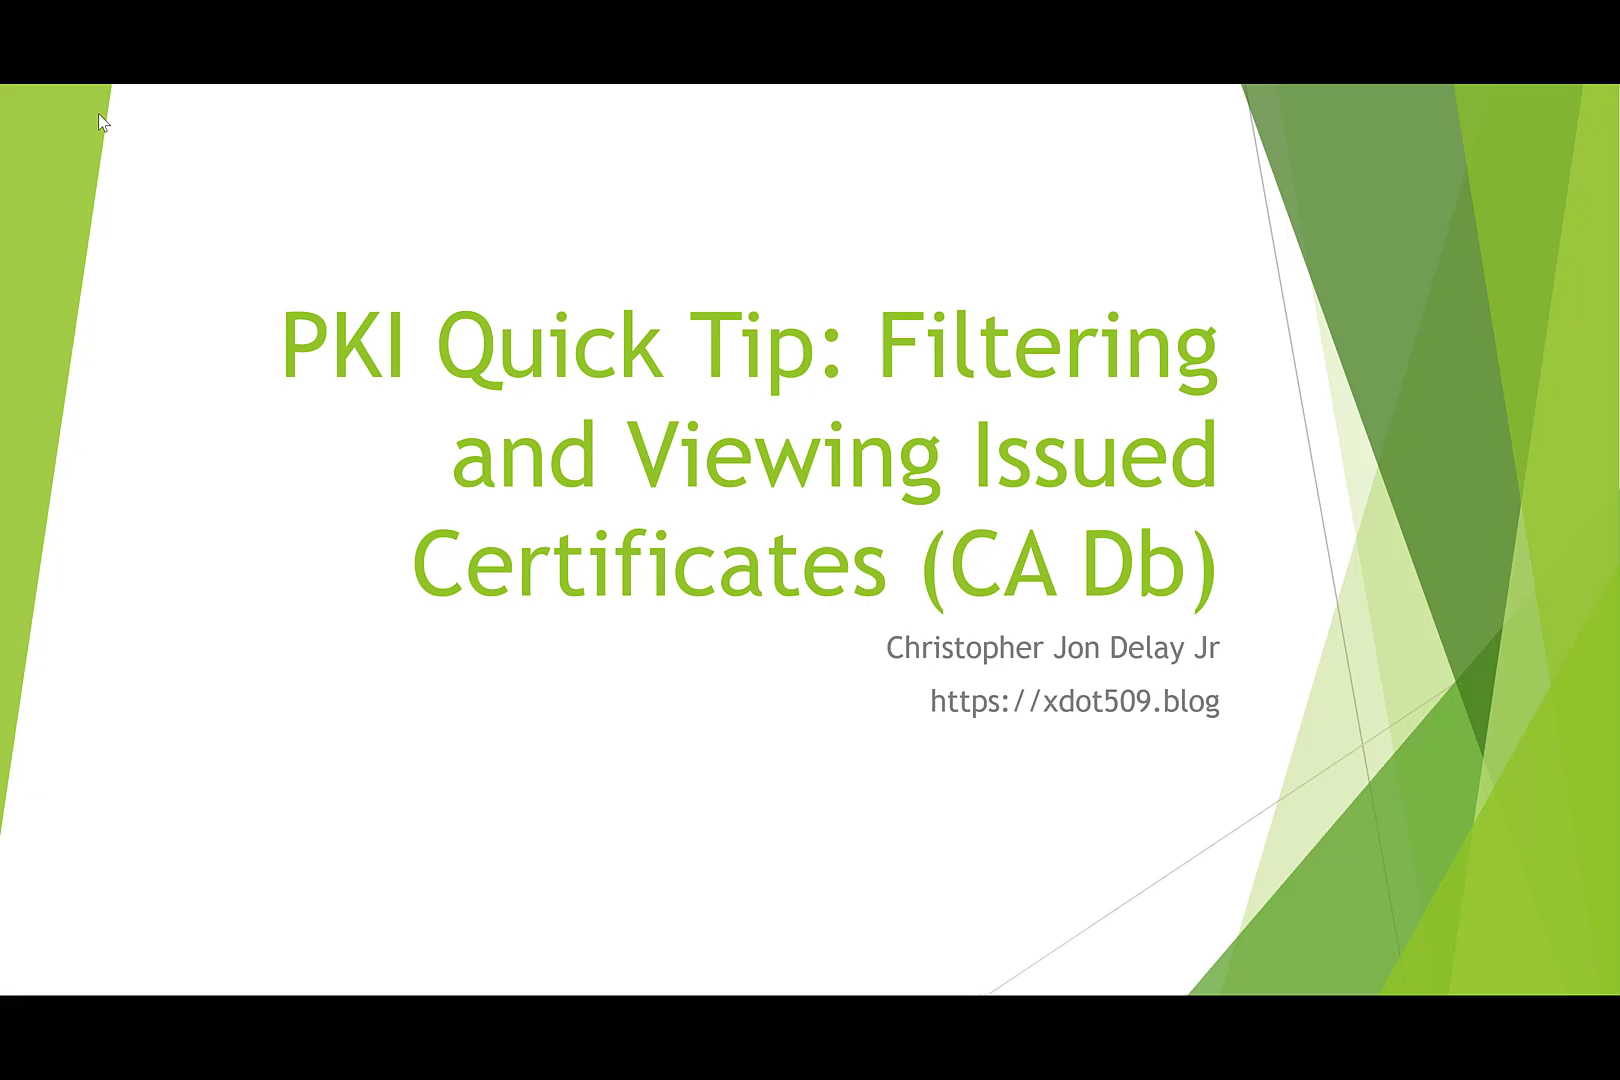 PKI Quick Tip: Filtering
and Viewing Issued
Certificates (CA Db)
Christopher Jon Delay Jr
https://xdot509.blog